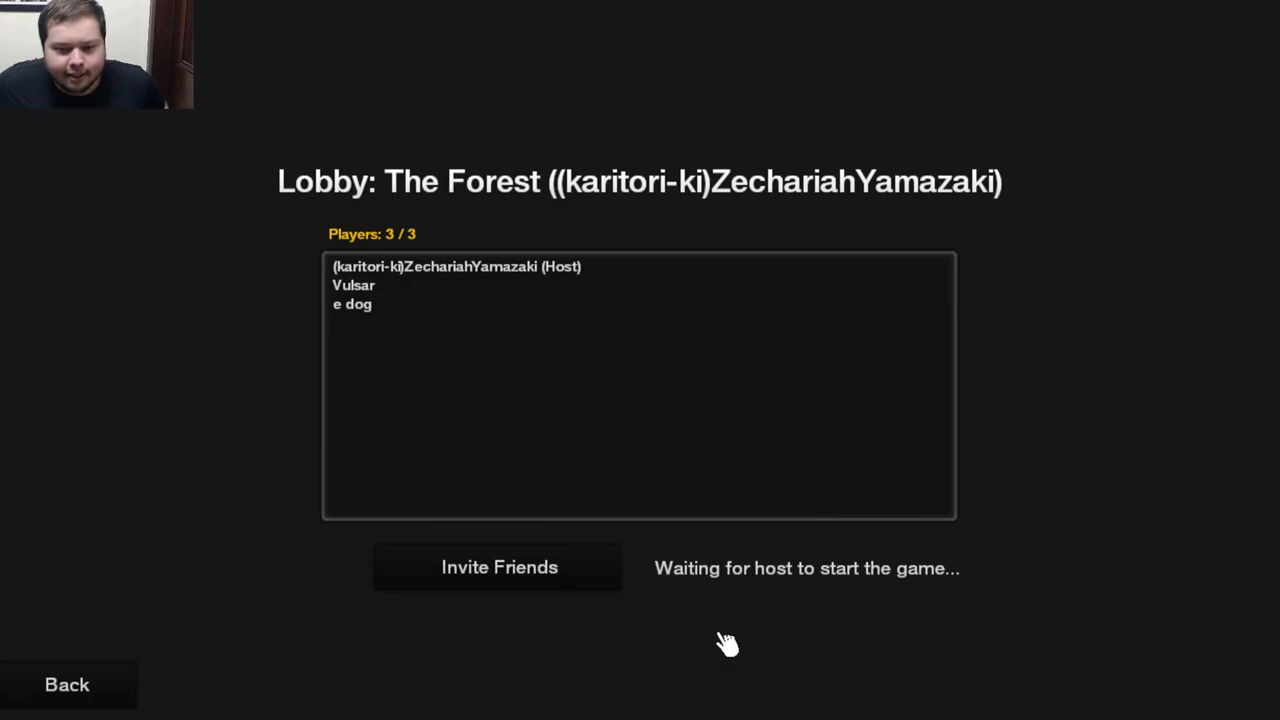 Lobby: The Forest ((karitori-ki)ZechariahYamazaki)
Players: 3 / 3
(karitori-ki)ZechariahYamazaki (Host)
Vulsar
e dog
Invite Friends
Waiting for host to start the game...
Back